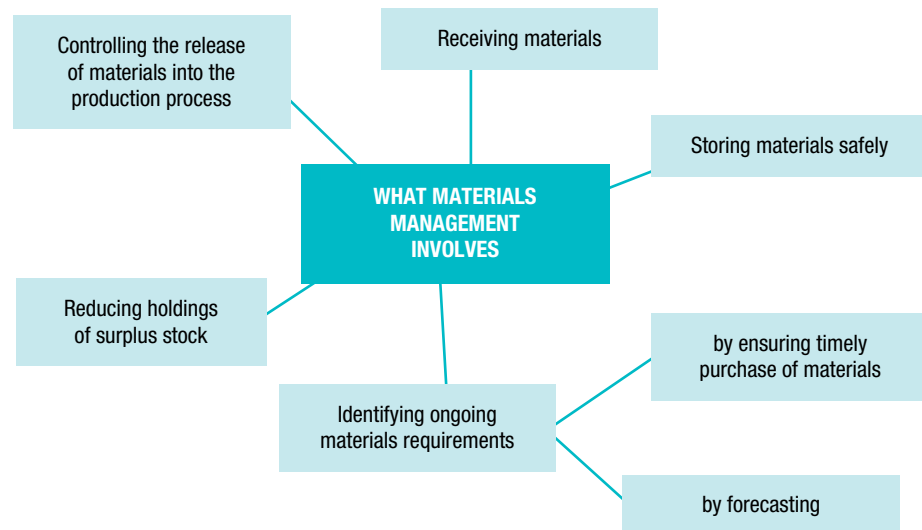 Controlling the release
of materials into the
production process
Receiving materials
Storing materials safely
WHAT MATERIALS
MANAGEMENT
INVOLVES
Reducing holdings
of surplus stock
Identifying ongoing
materials requirements
by ensuring timely
purchase of materials
by forecasting